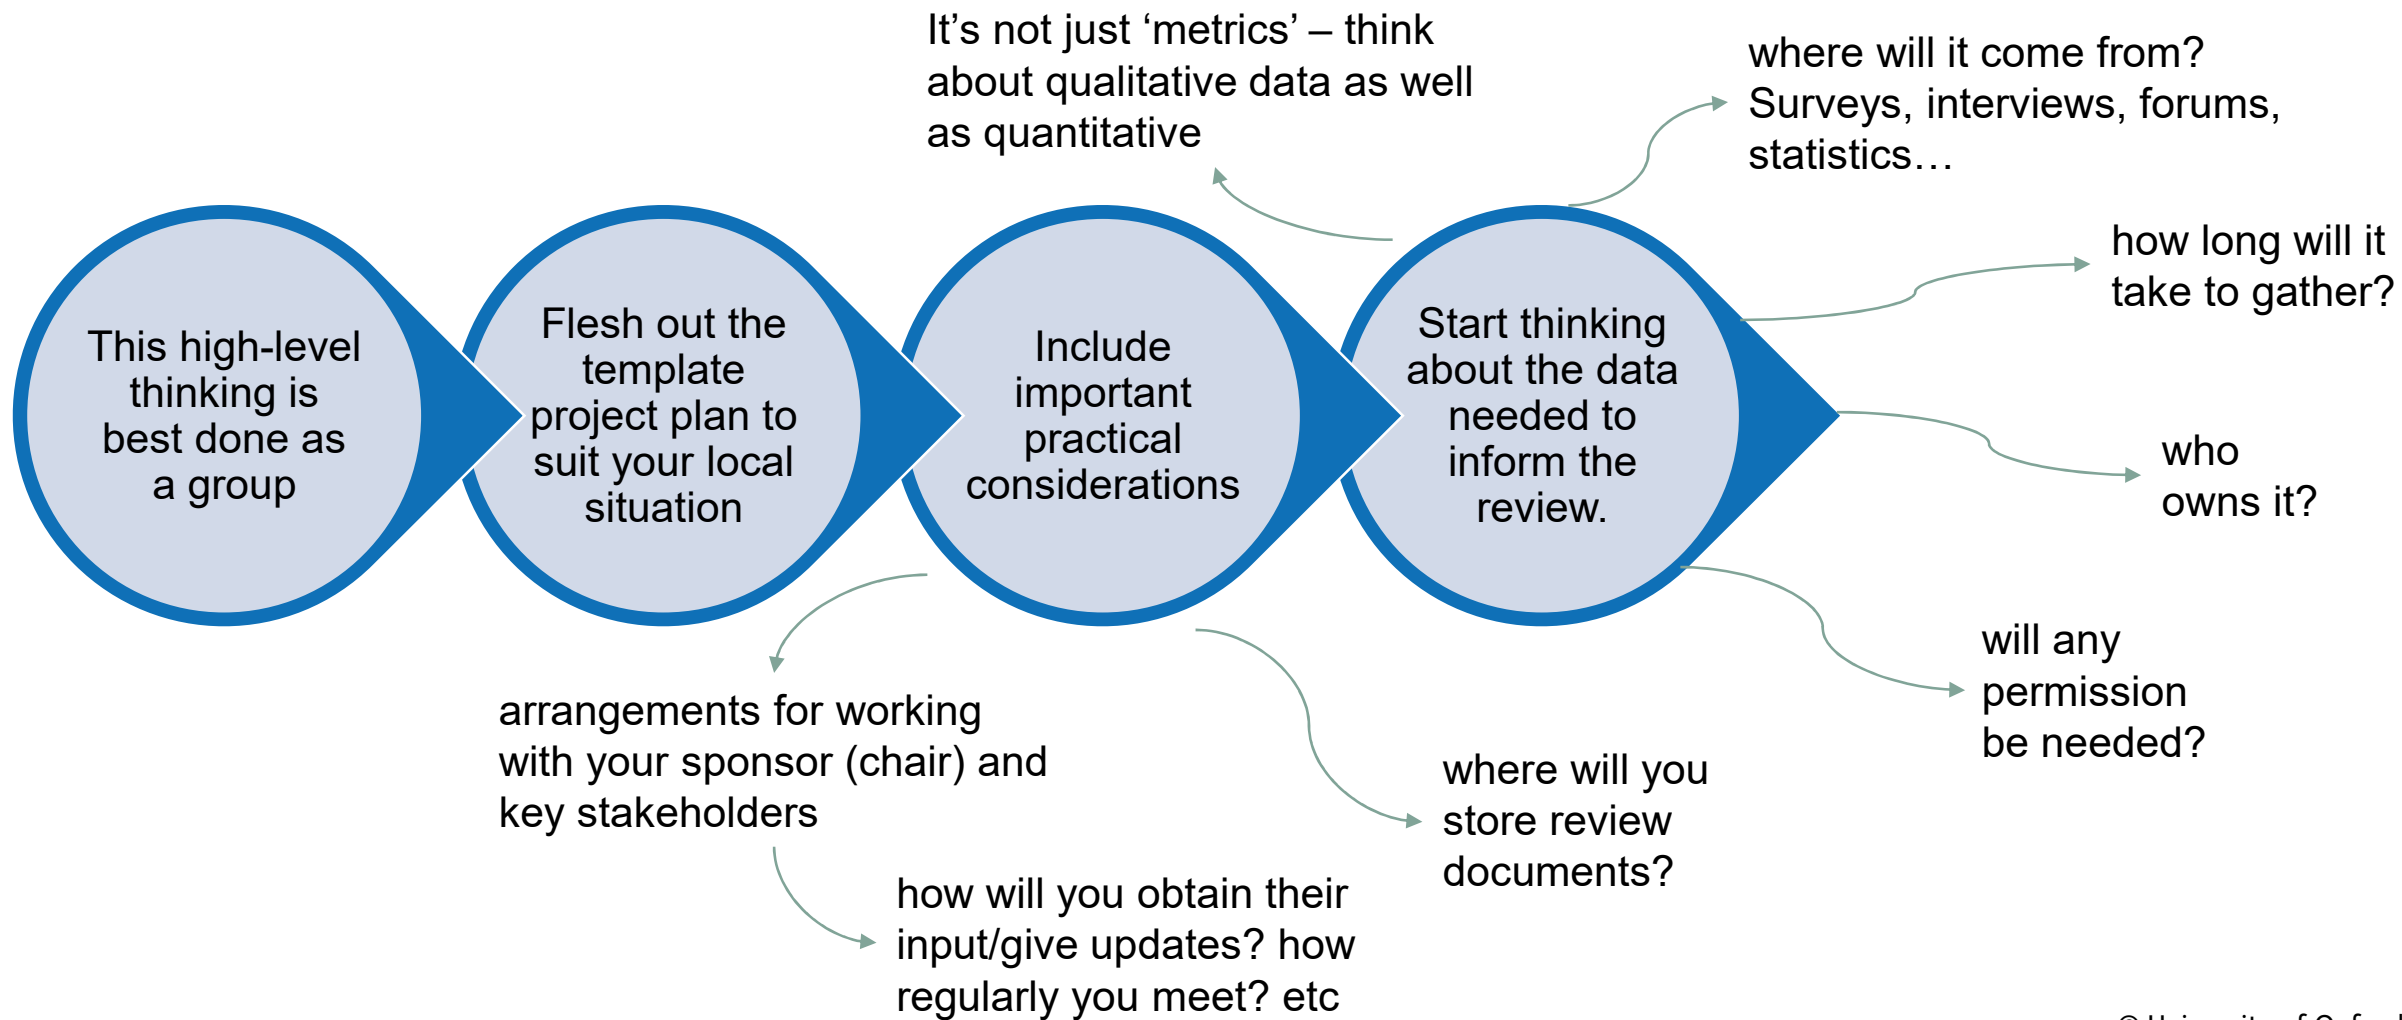 This high-level
thinking is
best done as
a group
Flesh out the
template
project plan to
suit your local
situation
Include
important
practical
considerations
Start thinking
about the data
needed to
inform the
review.
It’s not just ‘metrics’ – think
about qualitative data as well
as quantitative
where will it come from?
Surveys, interviews, forums,
statistics…
how long will it
take to gather?
who
owns it?
will any
permission
be needed?
arrangements for working
with your sponsor (chair) and
key stakeholders
how will you obtain their
input/give updates? how
regularly you meet? etc
where will you
store review
documents?